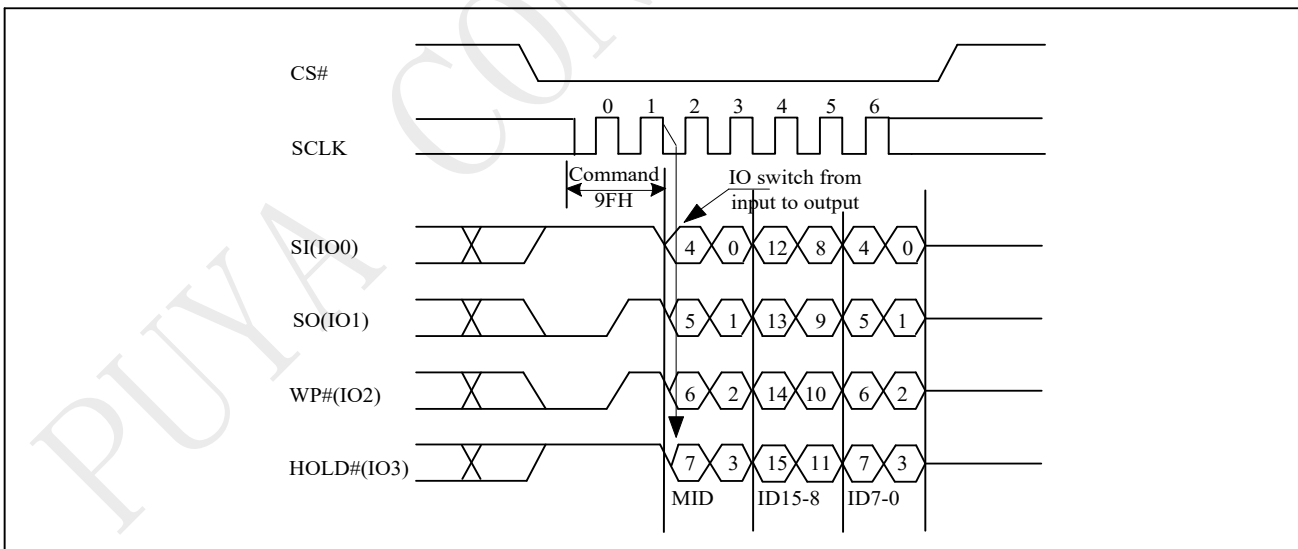 CS#
0 1 2 3 4 5 6
SCLK
Command
9FH
IO switch from
input to output
SI(IO0)
4 0 12 8 4 0
SO(IO1)
5 1 13 9 5 1
WP#(IO2)
6 2 14 10 6 2
HOLD#(IO3)
7 3 15 11 7 3
MID ID15-8 ID7-0
PUYA CON